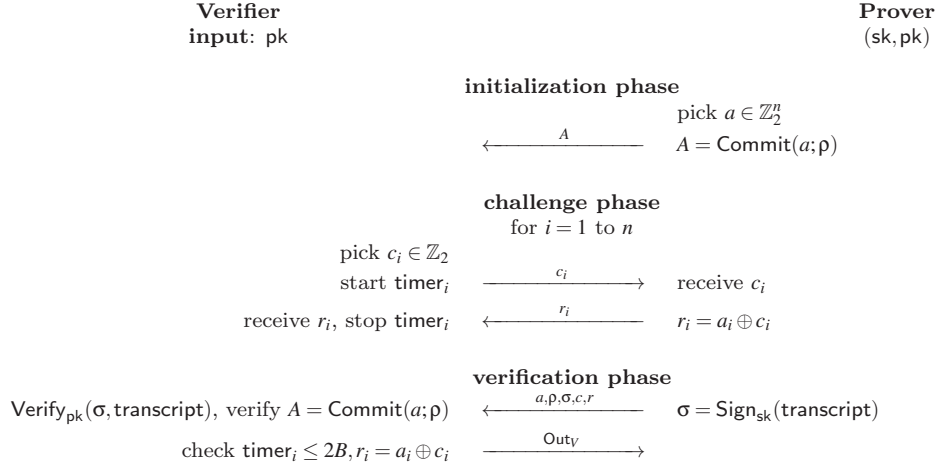 Verifier Prover
input: pk (sk, pk)
initialization phase
pick a ∈ ℤ₂ⁿ
A A = Commit(a; ρ)
challenge phase
for i = 1 to n
pick cᵢ ∈ ℤ₂
start timerᵢ cᵢ receive cᵢ
receive rᵢ, stop timerᵢ rᵢ rᵢ = aᵢ ⊕ cᵢ
verification phase
Verify_pk(σ, transcript), verify A = Commit(a; ρ) a,ρ,σ,c,r σ = Sign_sk(transcript)
check timerᵢ ≤ 2B, rᵢ = aᵢ ⊕ cᵢ Out_V